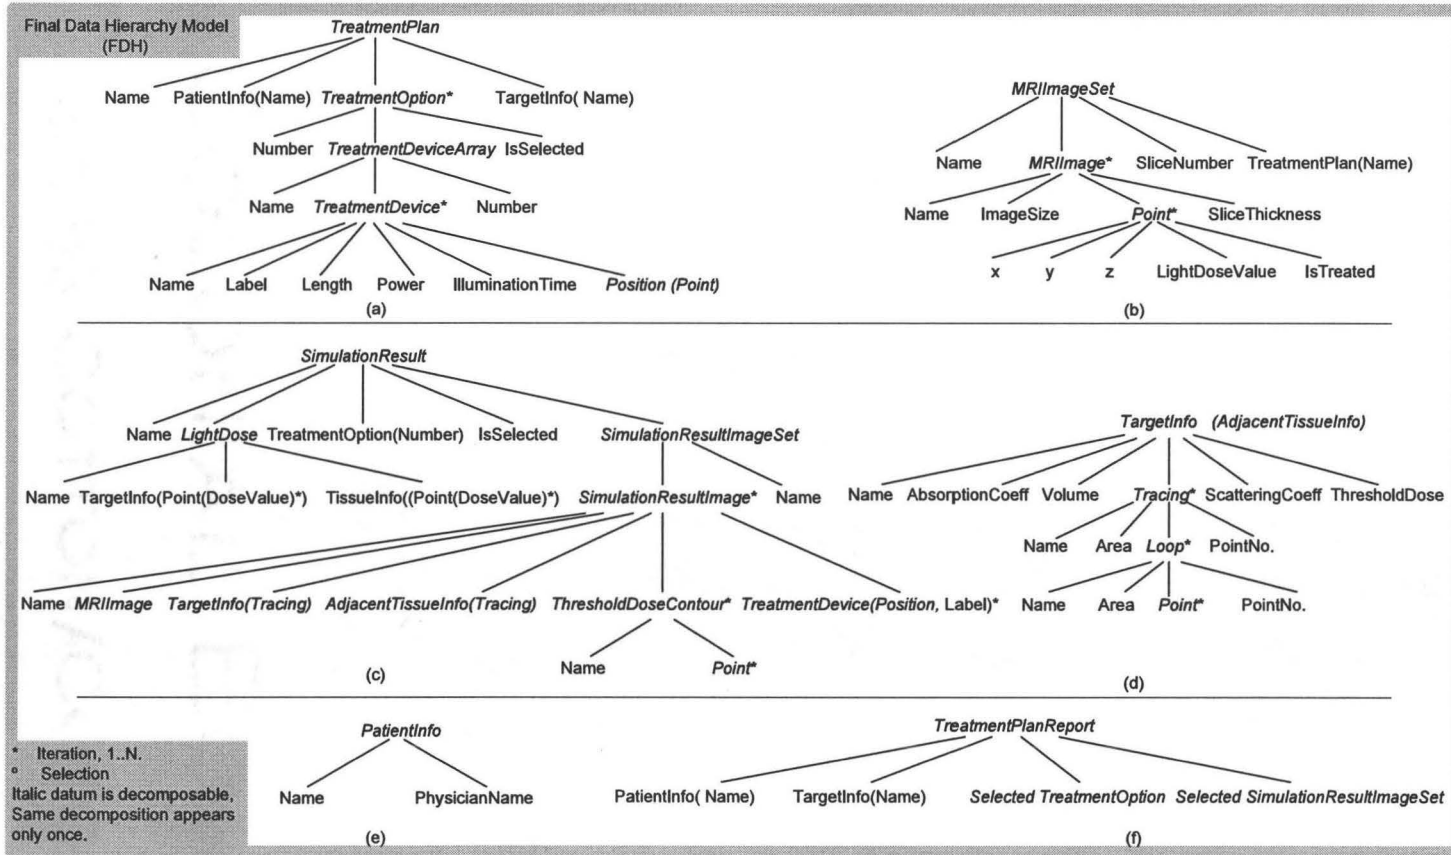 Final Data Hierarchy Model
(FDH)
TreatmentPlan
Name PatientInfo(Name) TreatmentOption* TargetInfo( Name)
Number TreatmentDeviceArray IsSelected
Name TreatmentDevice* Number
Name Label Length Power IlluminationTime Position (Point)
(a)
MRIImageSet
Name MRIImage* SliceNumber TreatmentPlan(Name)
Name ImageSize Point* SliceThickness
x y z LightDoseValue IsTreated
(b)
SimulationResult
Name LightDose TreatmentOption(Number) IsSelected SimulationResultImageSet
Name TargetInfo(Point(DoseValue)*) TissueInfo((Point(DoseValue)*) SimulationResultImage* Name
Name MRIImage TargetInfo(Tracing) AdjacentTissueInfo(Tracing) ThresholdDoseContour* TreatmentDevice(Position, Label)*
Name Point*
(c)
TargetInfo (AdjacentTissueInfo)
Name AbsorptionCoeff Volume Tracing* ScatteringCoeff ThresholdDose
Name Area Loop* PointNo.
Name Area Point* PointNo.
(d)
PatientInfo
Name PhysicianName
(e)
TreatmentPlanReport
PatientInfo( Name) TargetInfo(Name) Selected TreatmentOption Selected SimulationResultImageSet
(f)
* Iteration, 1..N.
º Selection
Italic datum is decomposable,
Same decomposition appears
only once.